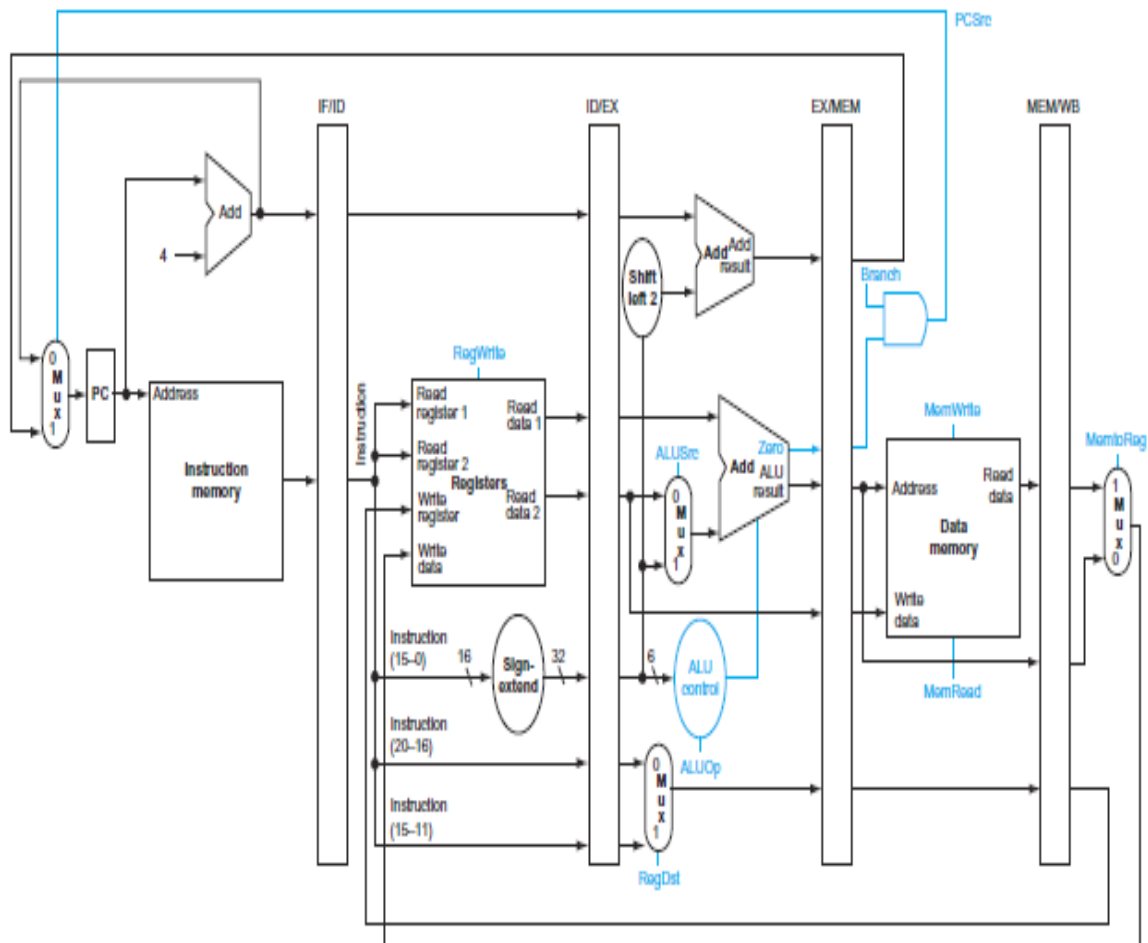 PCSrc
IF/ID
ID/EX
EX/MEM
MEM/WB
Add
4
Add Add
result
Shift
left 2
Branch
0
M
u
x
1
PC
Address
Instruction
memory
Instruction
RegWrite
Read
register 1
Read
register 2
Registers
Write
register
Write
data
Read
data 1
Read
data 2
ALUSrc
0
M
u
x
1
Add
Zero
ALU
result
MemWrite
Address
Read
data
Data
memory
Write
data
MemRead
MemtoReg
1
M
u
x
0
Instruction
(15–0)
16
Sign-
extend
32
6
ALU
control
ALUOp
Instruction
(20–16)
Instruction
(15–11)
0
M
u
x
1
RegDst